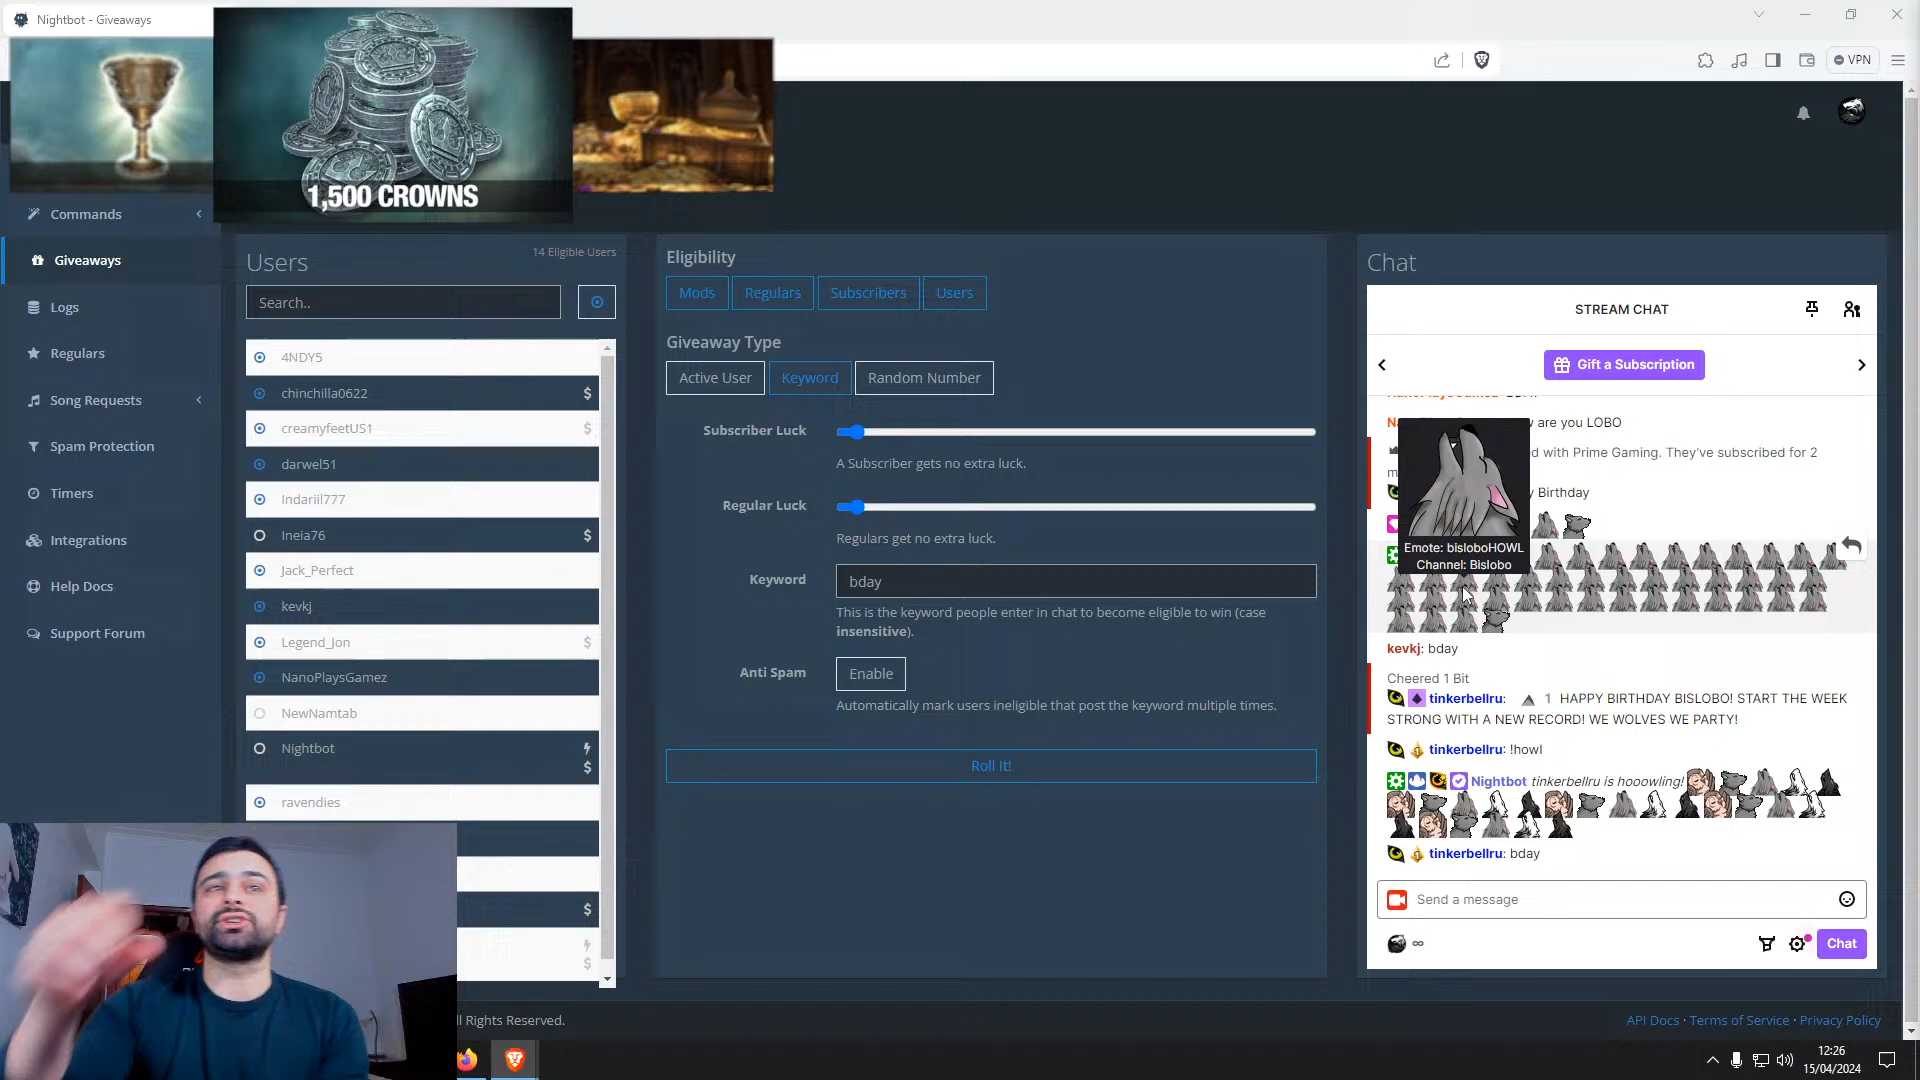 Nightbot - Giveaways
VPN
1,500 CROWNS
Commands
Giveaways
Logs
Regulars
Song Requests
Spam Protection
Timers
Integrations
Help Docs
Support Forum
Users
14 Eligible Users
Search..
4NDY5
chinchilla0622 $
creamyfeetUS1 $
darwel51
Indariil777
Ineia76 $
Jack_Perfect
kevkj
Legend_Jon $
NanoPlaysGamez
NewNamtab
Nightbot
$
ravendies
$
$
Eligibility
Mods Regulars Subscribers Users
Giveaway Type
Active User Keyword Random Number
Subscriber Luck
A Subscriber gets no extra luck.
Regular Luck
Regulars get no extra luck.
Keyword bday
This is the keyword people enter in chat to become eligible to win (case
insensitive).
Anti Spam Enable
Automatically mark users ineligible that post the keyword multiple times.
Roll It!
Chat
STREAM CHAT
Gift a Subscription
are you LOBO
with Prime Gaming. They've subscribed for 2
Birthday
Emote: bisloboHOWL
Channel: Bislobo
kevkj: bday
Cheered 1 Bit
tinkerbellru: 1 HAPPY BIRTHDAY BISLOBO! START THE WEEK
STRONG WITH A NEW RECORD! WE WOLVES WE PARTY!
tinkerbellru: !howl
Nightbot tinkerbellru is hooowling!
tinkerbellru: bday
Send a message
∞
Chat
Rights Reserved.
API Docs · Terms of Service · Privacy Policy
12:26
15/04/2024